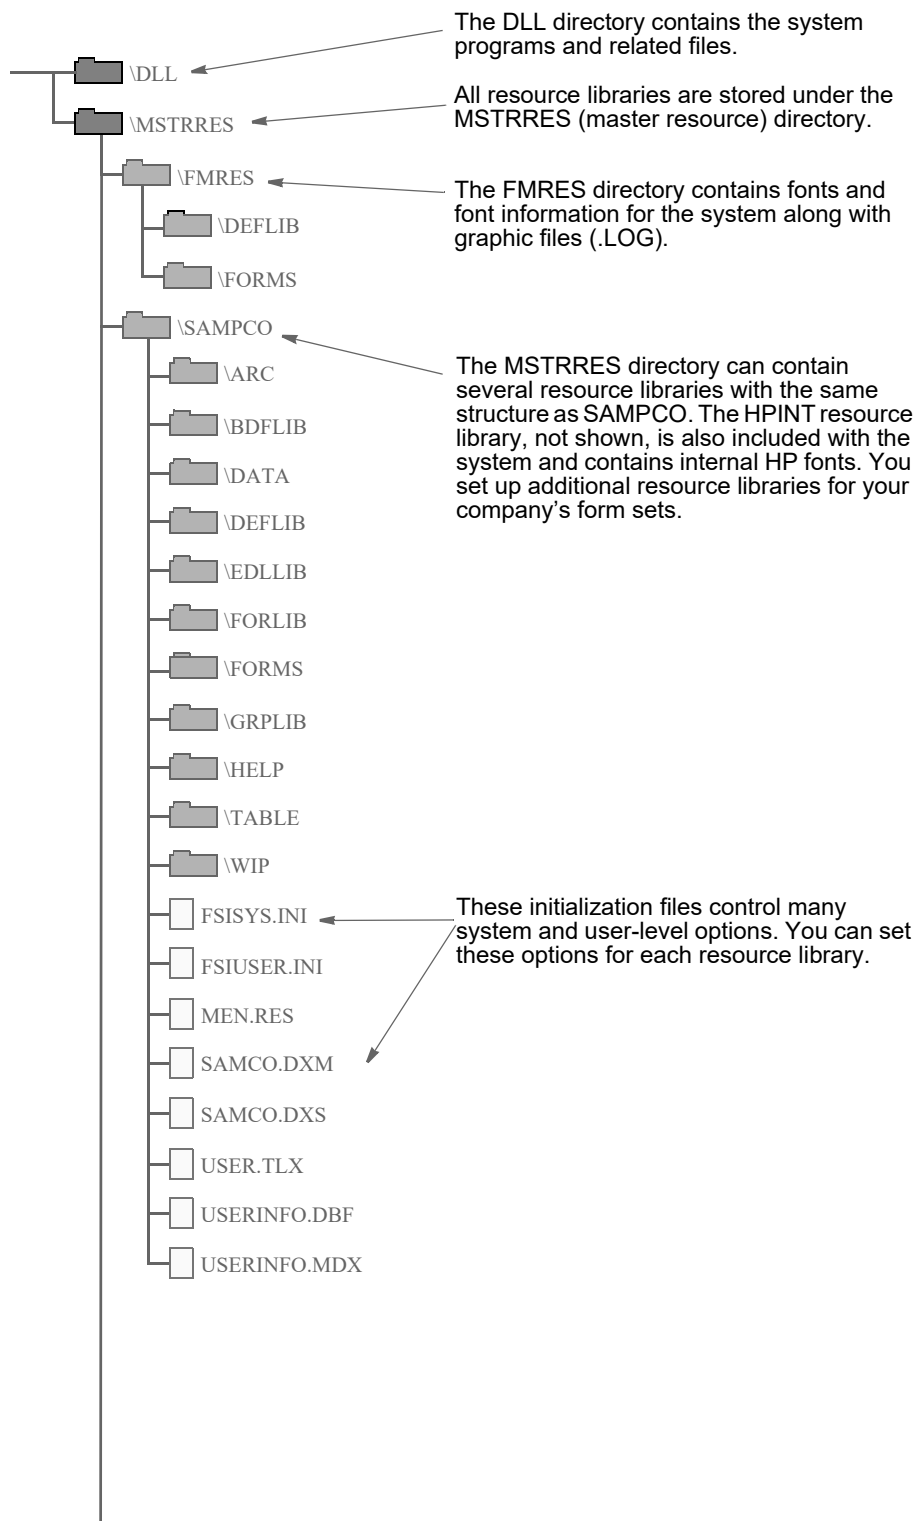 The DLL directory contains the system
programs and related files.
\DLL
All resource libraries are stored under the
MSTRRES (master resource) directory.
\MSTRRES
\FMRES
The FMRES directory contains fonts and
font information for the system along with
graphic files (.LOG).
\DEFLIB
\FORMS
\SAMPCO
The MSTRRES directory can contain
several resource libraries with the same
structure as SAMPCO. The HPINT resource
library, not shown, is also included with the
system and contains internal HP fonts. You
set up additional resource libraries for your
company's form sets.
\ARC
\BDFLIB
\DATA
\DEFLIB
\EDLLIB
\FORLIB
\FORMS
\GRPLIB
\HELP
\TABLE
\WIP
FSISYS.INI
These initialization files control many
system and user-level options. You can set
these options for each resource library.
FSIUSER.INI
MEN.RES
SAMCO.DXM
SAMCO.DXS
USER.TLX
USERINFO.DBF
USERINFO.MDX